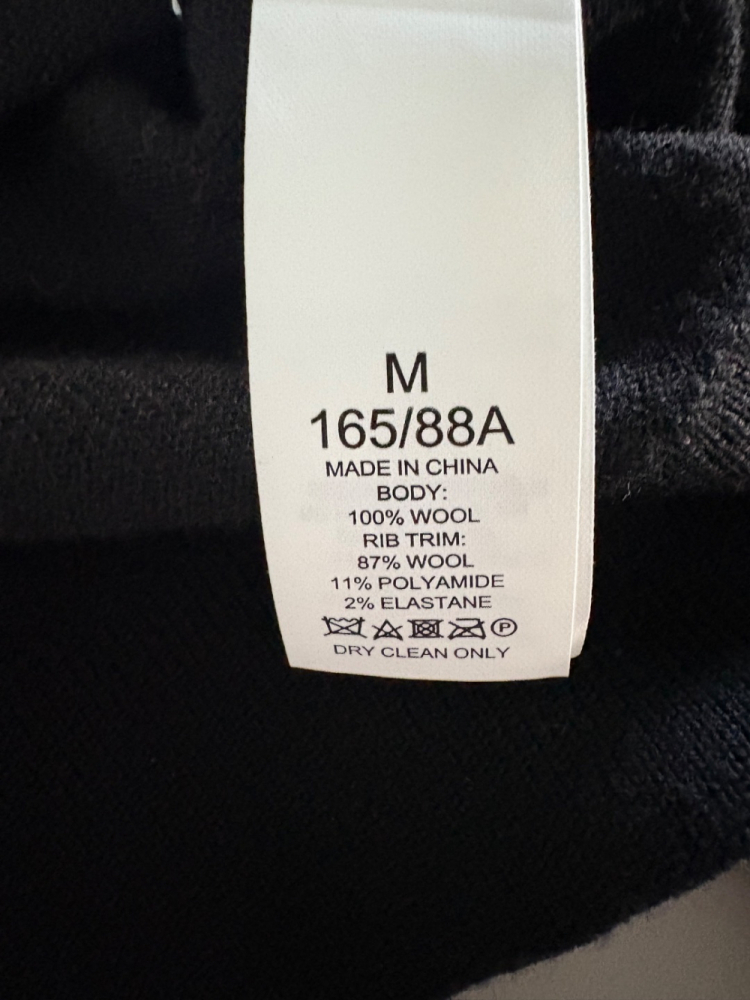 M
165/88A
MADE IN CHINA
BODY:
100% WOOL
RIB TRIM:
87% WOOL
11% POLYAMIDE
2% ELASTANE
P
DRY CLEAN ONLY